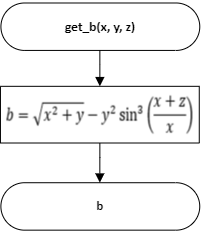 get_b(x, y, z)
b = √(x² + y) − y² sin³ ((x + z)/x)
b